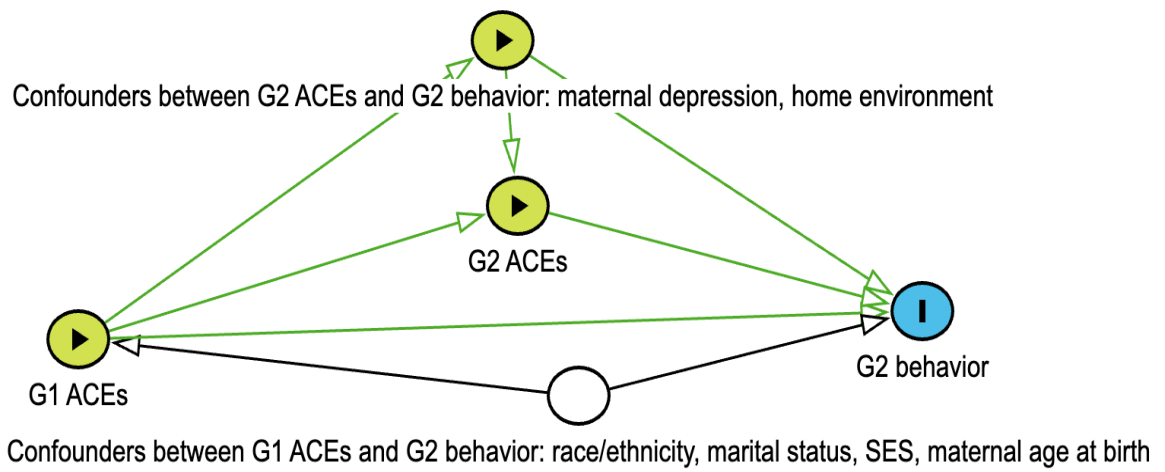 Confounders between G2 ACEs and G2 behavior: maternal depression, home environment
G2 ACEs
G2 behavior
G1 ACEs
Confounders between G1 ACEs and G2 behavior: race/ethnicity, marital status, SES, maternal age at birth